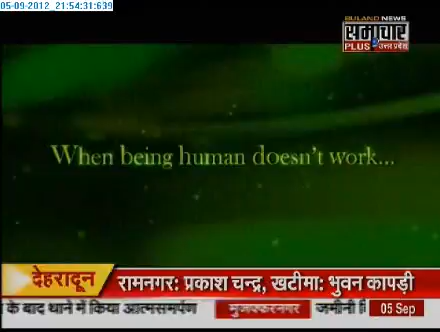 05-09-2012 21:54:31:639
BULAND NEWS
समाचार
PLUS उत्तर प्रदेश
When being human doesn't work...
देहरादून
रामनगर: प्रकाश चन्द्र, खटीमा: भुवन कापड़ी
के बाद थाने में किया आत्मसमर्पण मुजफ्फरनगर जमीनी
05 Sep